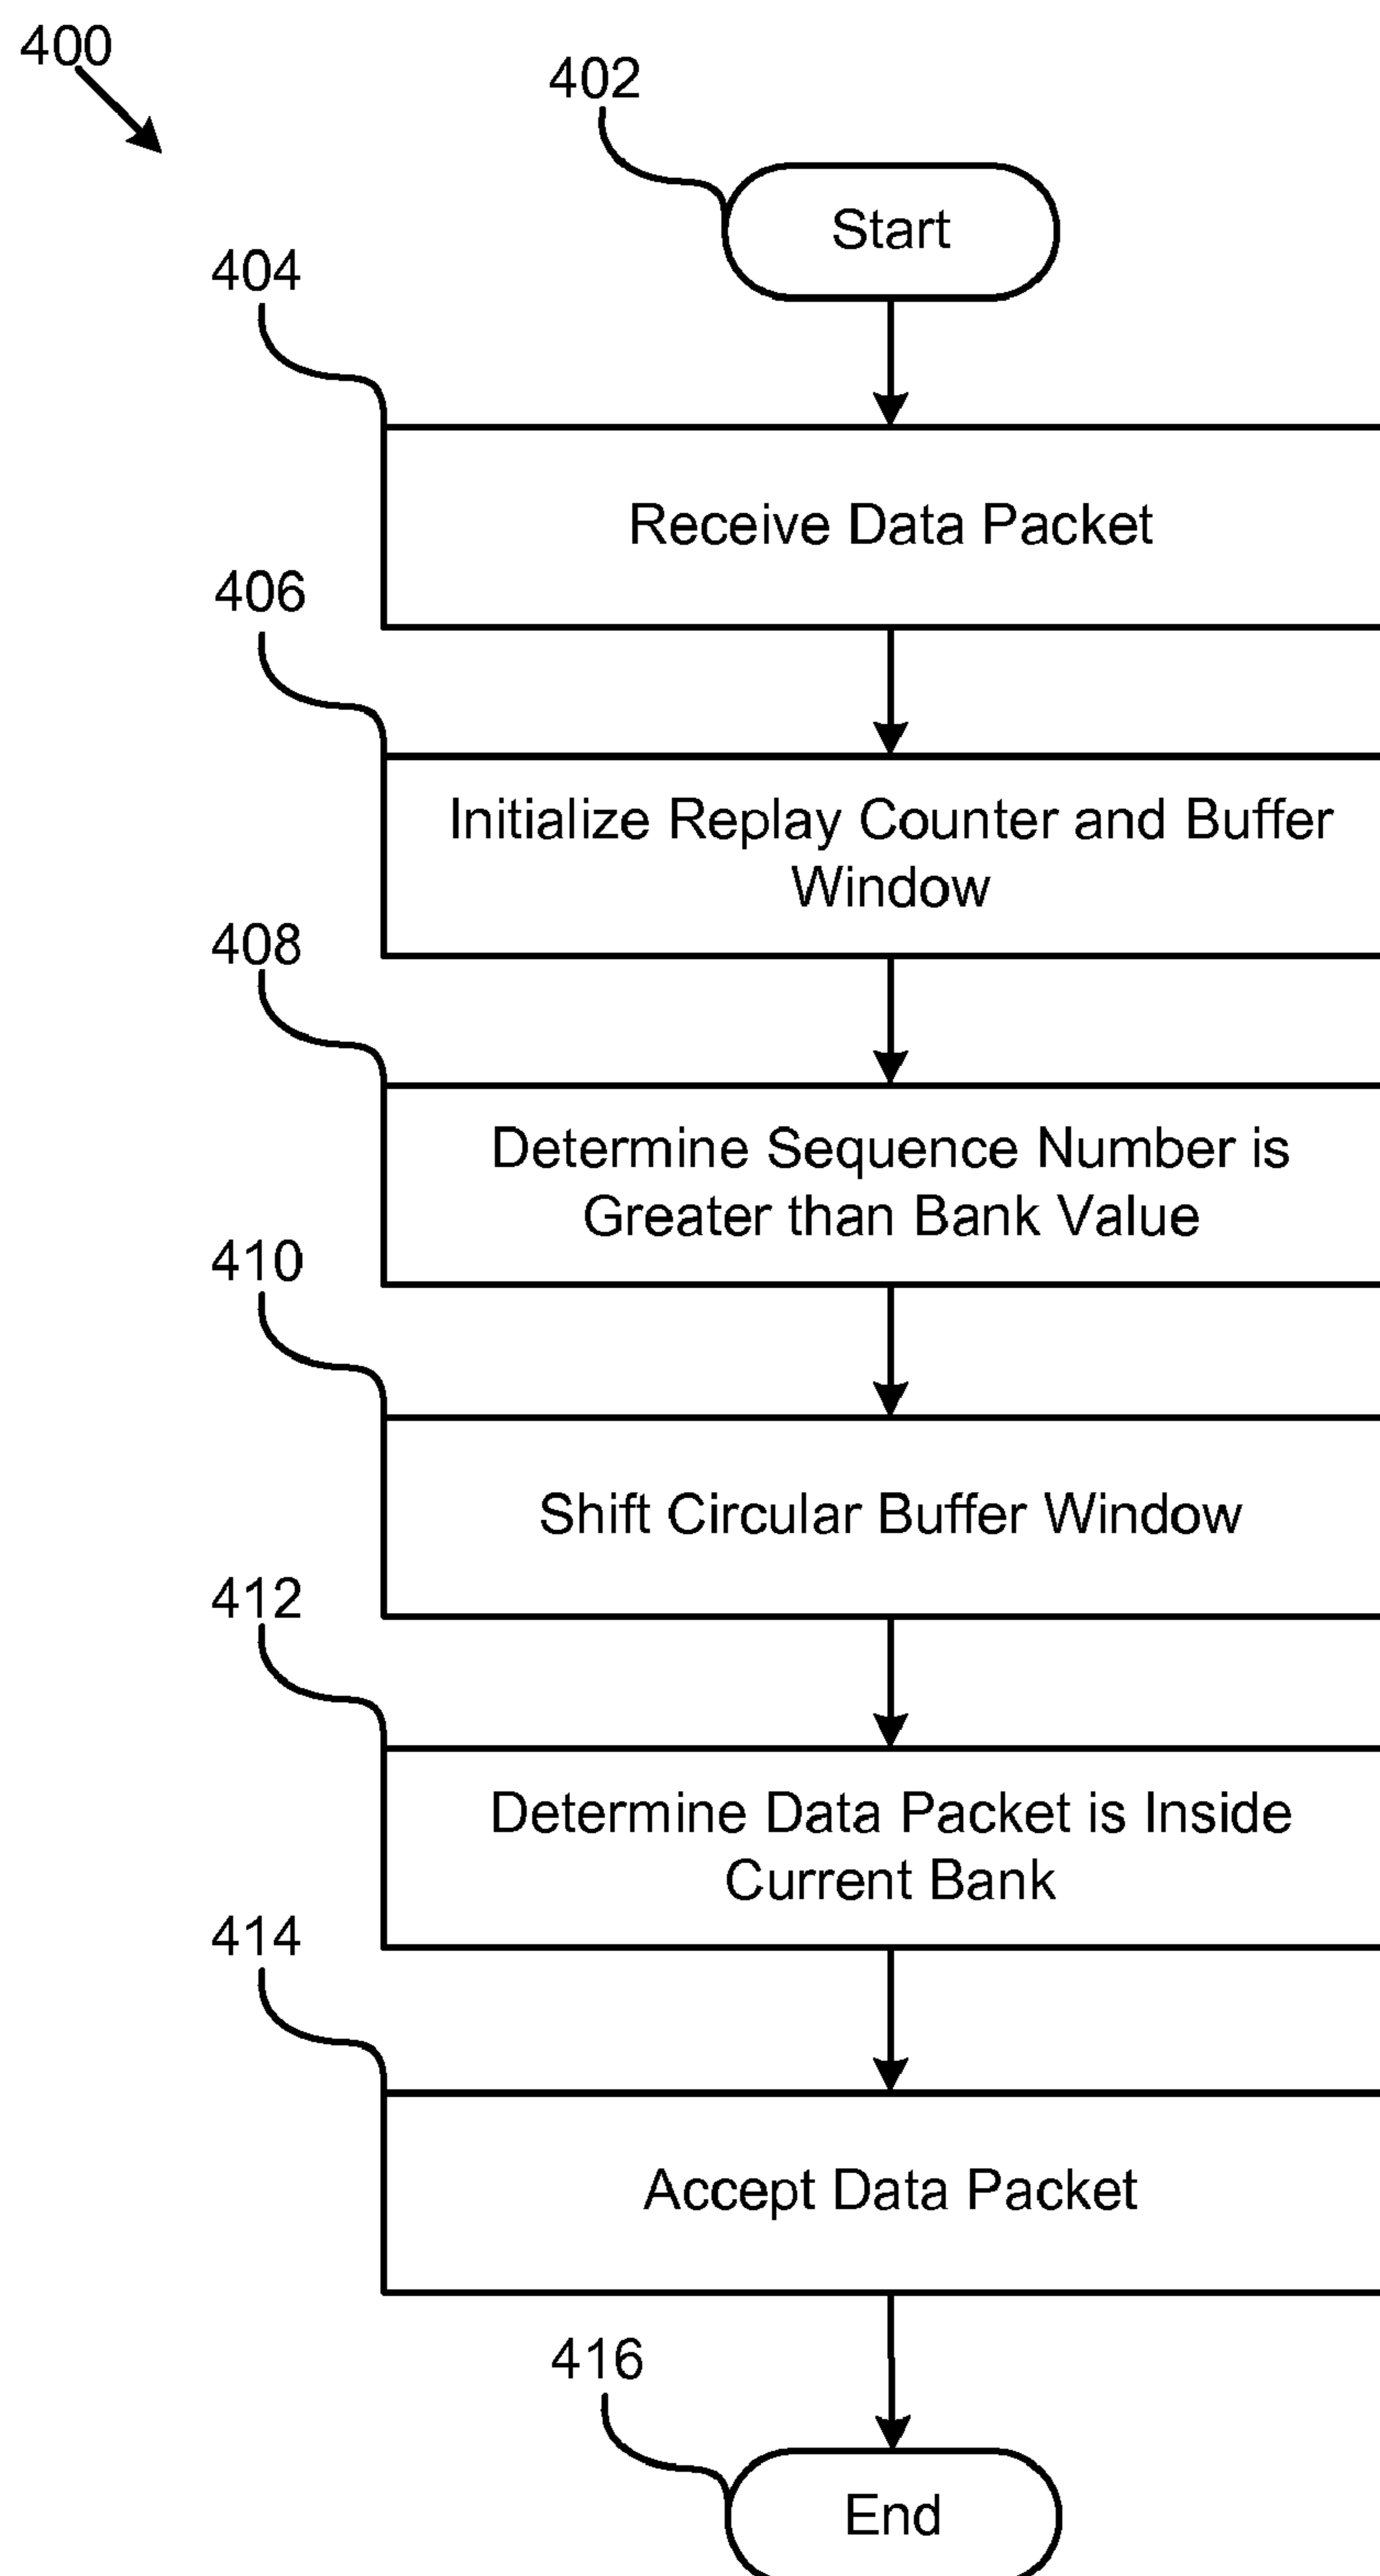 400
402
Start
404
Receive Data Packet
406
Initialize Replay Counter and Buffer
Window
408
Determine Sequence Number is
Greater than Bank Value
410
Shift Circular Buffer Window
412
Determine Data Packet is Inside
Current Bank
414
Accept Data Packet
416
End